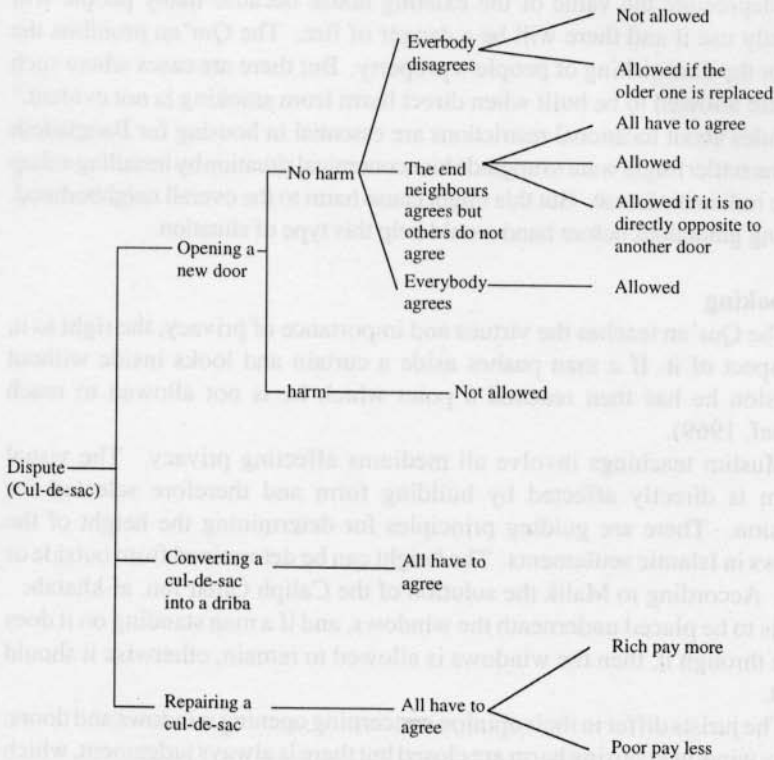 Not allowed
Everbody
disagrees
Allowed if the
older one is replaced
All have to agree
No harm
The end
neighbours
agrees but
others do not
agree
Allowed
Allowed if it is no
directly opposite to
another door
Opening a
new door
Everybody
agrees
Allowed
harm
Not allowed
Dispute
(Cul-de-sac)
Converting a
cul-de-sac
into a driba
All have to
agree
Rich pay more
Repairing a
cul-de-sac
All have to
agree
Poor pay less